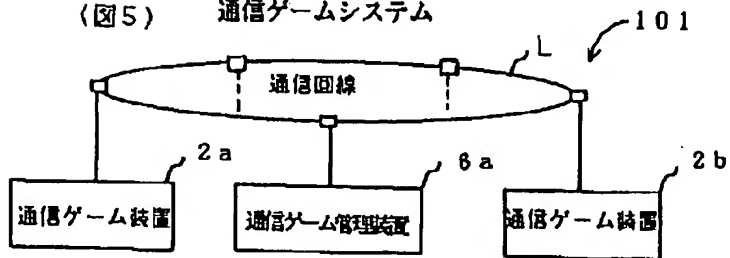 (図5) 通信ゲームシステム
101
L
通信回線
2a
6a
2b
通信ゲーム装置
通信ゲーム管理装置
通信ゲーム装置